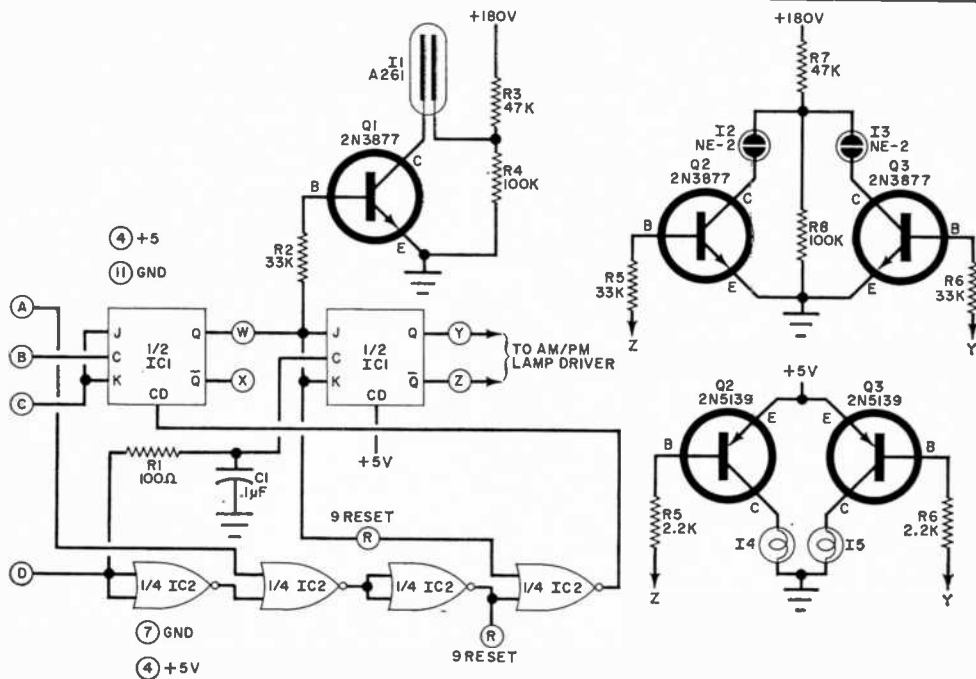 +180V
I1
A261
R3
47K
Q1
2N3877
C
B
E
R4
100K
R2
33K
④ +5
⑪ GND
A
B
C
D
J
C
K
1/2
IC1
Q
Q̅
CD
W
X
J
C
K
1/2
IC1
Q
Q̅
CD
+5V
Y
Z
TO AM/PM
LAMP DRIVER
R1
100Ω
C1
.1µF
9 RESET
R
1/4 IC2
1/4 IC2
1/4 IC2
1/4 IC2
R
9 RESET
⑦ GND
④ +5V
+180V
R7
47K
I2
NE-2
I3
NE-2
Q2
2N3877
Q3
2N3877
C
C
B
B
E
E
R8
100K
R5
33K
R6
33K
Z
Y
+5V
Q2
2N5139
Q3
2N5139
E
E
B
B
C
C
R5
2.2K
R6
2.2K
I4
I5
Z
Y